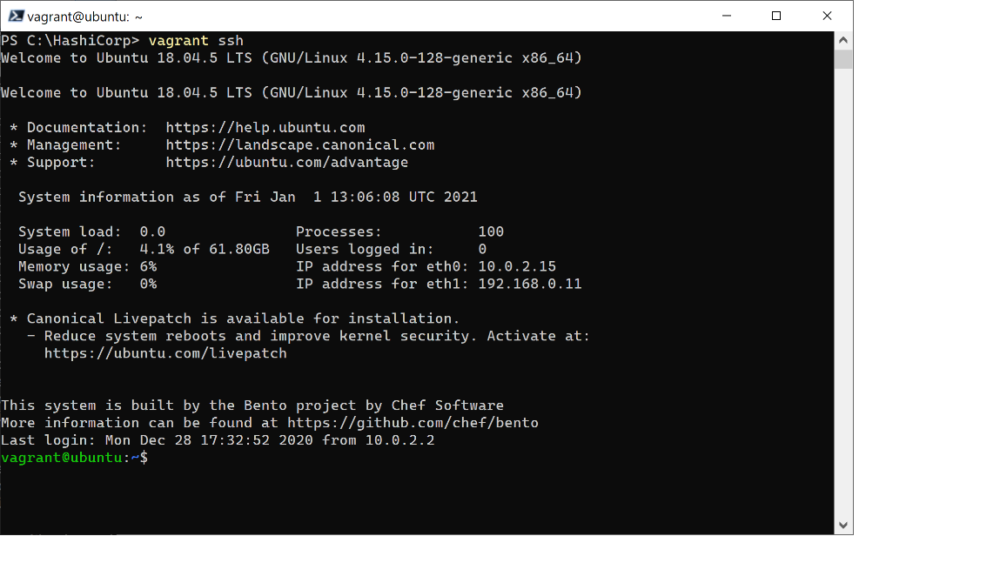 vagrant@ubuntu: ~
PS C:\HashiCorp> vagrant ssh
Welcome to Ubuntu 18.04.5 LTS (GNU/Linux 4.15.0-128-generic x86_64)
Welcome to Ubuntu 18.04.5 LTS (GNU/Linux 4.15.0-128-generic x86_64)
* Documentation:  https://help.ubuntu.com
* Management:     https://landscape.canonical.com
* Support:        https://ubuntu.com/advantage
System information as of Fri Jan  1 13:06:08 UTC 2021
System load:  0.0               Processes:           100
Usage of /:   4.1% of 61.80GB   Users logged in:     0
Memory usage: 6%                IP address for eth0: 10.0.2.15
Swap usage:   0%                IP address for eth1: 192.168.0.11
* Canonical Livepatch is available for installation.
- Reduce system reboots and improve kernel security. Activate at:
https://ubuntu.com/livepatch
This system is built by the Bento project by Chef Software
More information can be found at https://github.com/chef/bento
Last login: Mon Dec 28 17:32:52 2020 from 10.0.2.2
vagrant@ubuntu:~$